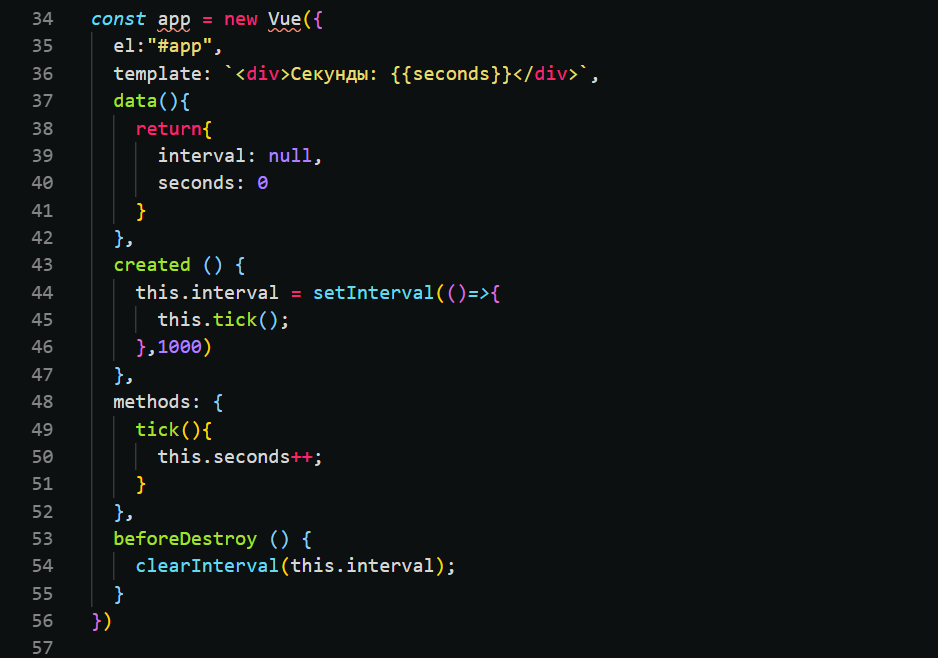 34 const app = new Vue({
35 el:"#app",
36 template: `<div>Секунды: {{seconds}}</div>`,
37 data(){
38 return{
39 interval: null,
40 seconds: 0
41 }
42 },
43 created () {
44 this.interval = setInterval(()=>{
45 this.tick();
46 },1000)
47 },
48 methods: {
49 tick(){
50 this.seconds++;
51 }
52 },
53 beforeDestroy () {
54 clearInterval(this.interval);
55 }
56 })
57